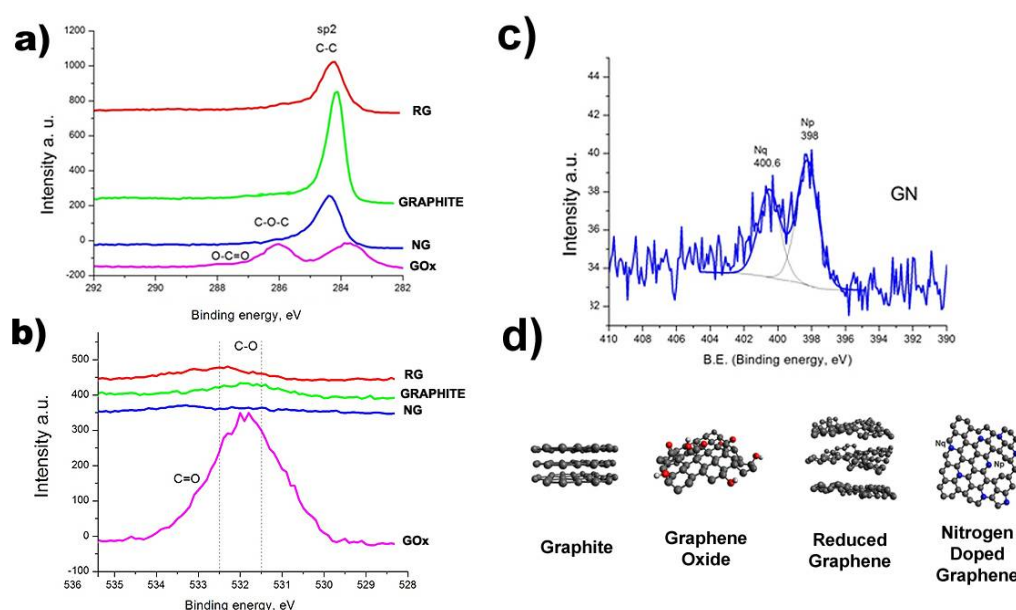 a)
sp2
C-C
1200
1000
800
600
400
200
0
-200
Intensity a. u.
RG
GRAPHITE
C-O-C
NG
O-C=O
GOx
292 290 288 286 284 282
Binding energy, eV
b)
500
400
300
200
100
0
-100
Intensity a.u.
C-O
RG
GRAPHITE
NG
C=O
GOx
536 535 534 533 532 531 530 529 528
Binding energy, eV
c)
44
42
40
38
36
34
32
Intensity a.u.
Np
398
Nq
400.6
GN
410 408 406 404 402 400 398 396 394 392 390
B.E. (Binding energy, eV)
d)
Nq
Np
Graphite
Graphene
Oxide
Reduced
Graphene
Nitrogen
Doped
Graphene